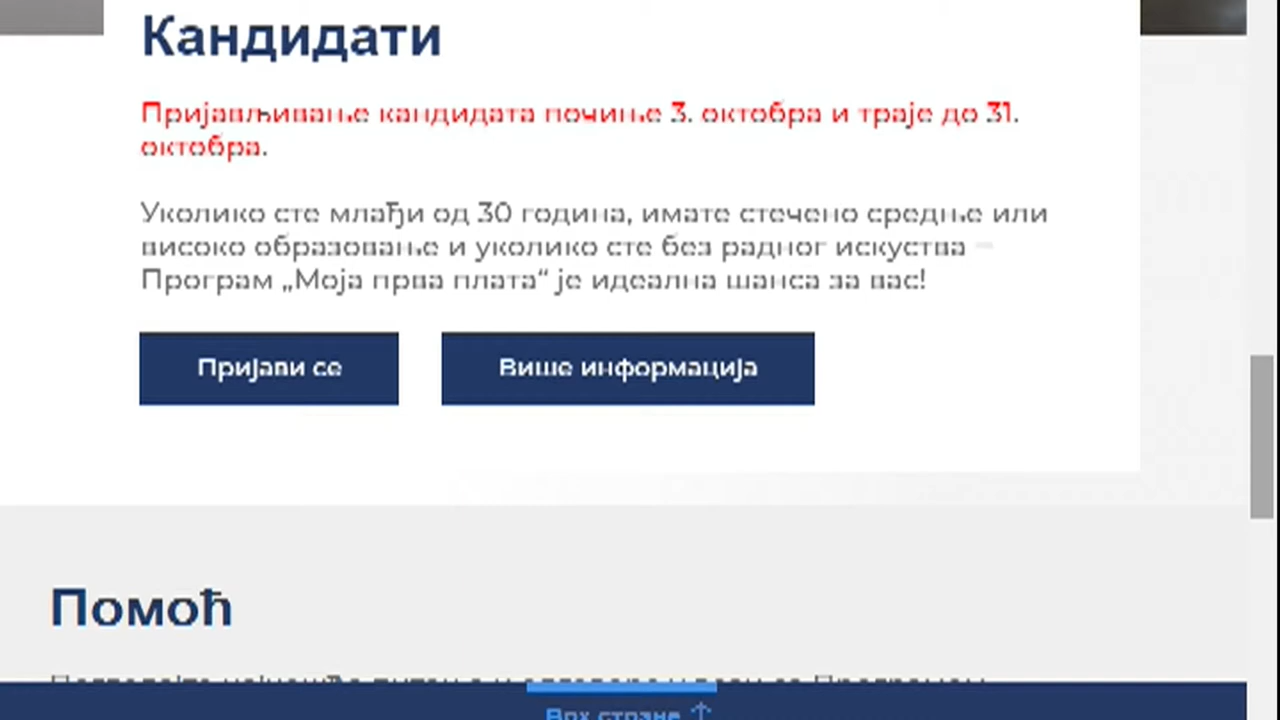 Кандидати
Пријављивање кандидата почиње 3. октобра и траје до 31.
октобра.
Уколико сте млађи од 30 година, имате стечено средње или
високо образовање и уколико сте без радног искуства –
Програм „Моја прва плата“ је идеална шанса за вас!
Пријави се
Више информација
Помоћ
Врх стране ↑